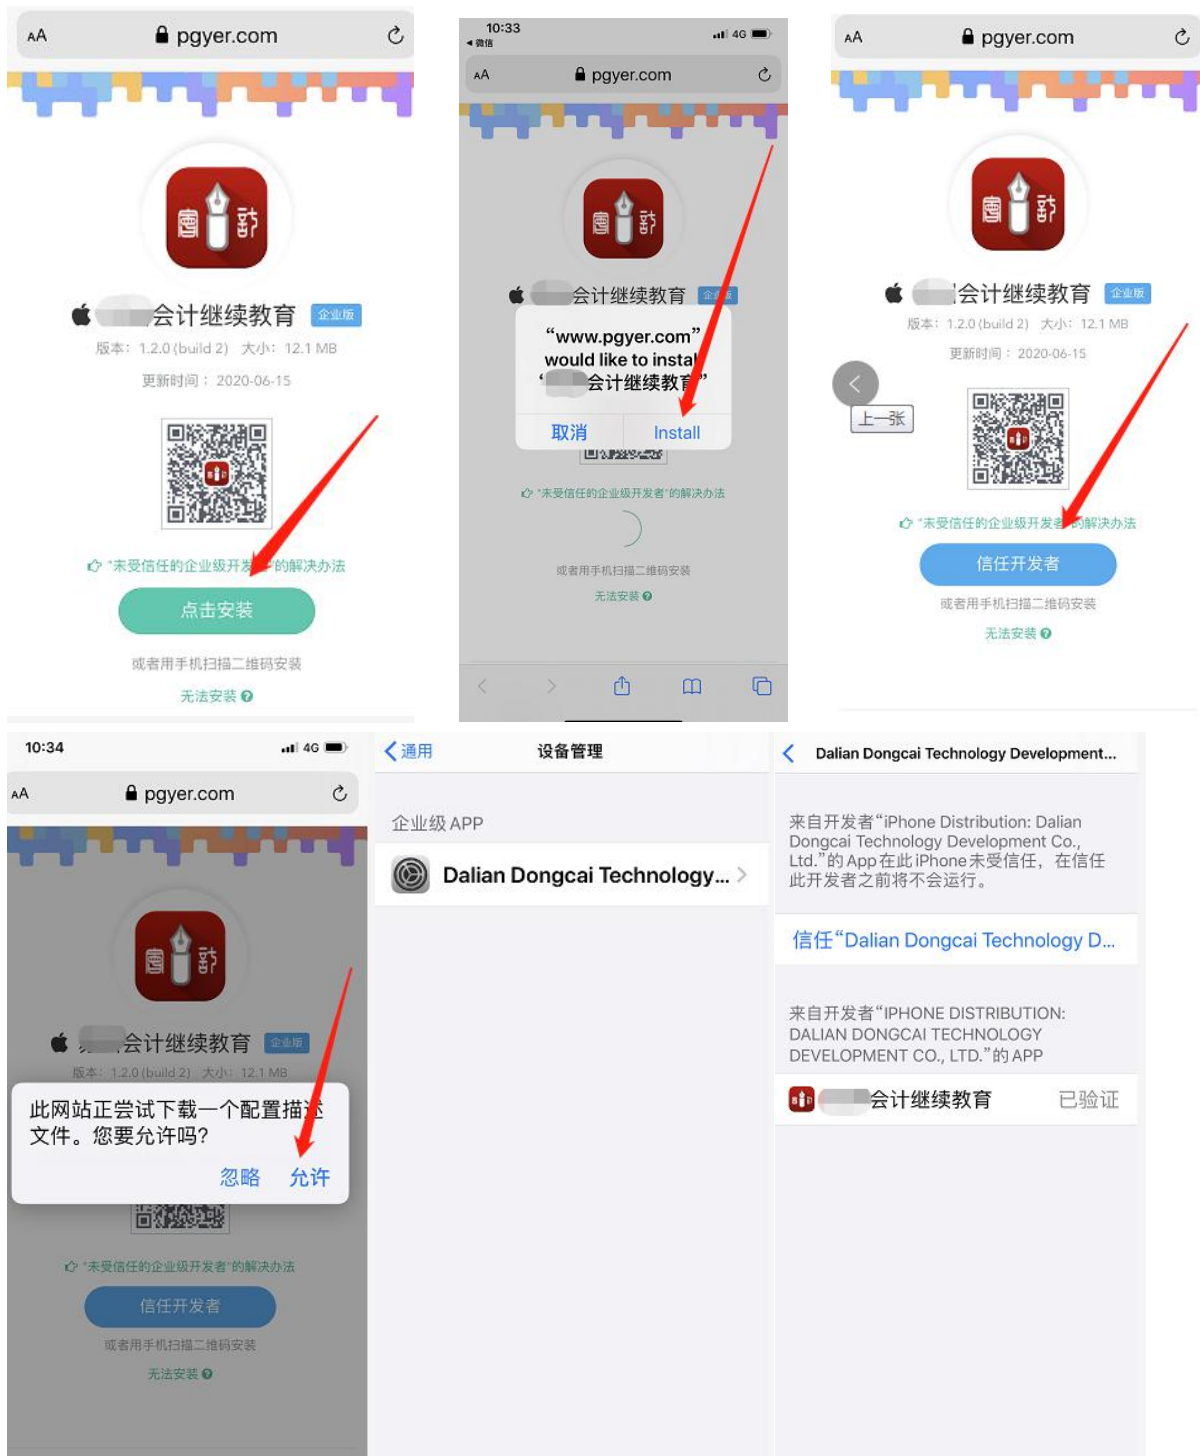 AA pgyer.com
会计继续教育 企业版
版本：1.2.0 (build 2) 大小：12.1 MB
更新时间：2020-06-15
"未受信任的企业级开发者"的解决办法
点击安装
或者用手机扫描二维码安装
无法安装
10:33 4G
微信
AA pgyer.com
会计继续教育 企业版
“www.pgyer.com”
would like to install
“会计继续教育”
取消 Install
"未受信任的企业级开发者"的解决办法
或者用手机扫描二维码安装
无法安装
AA pgyer.com
會計
会计继续教育 企业版
版本：1.2.0 (build 2) 大小：12.1 MB
更新时间：2020-06-15
上一张
"未受信任的企业级开发者"的解决办法
信任开发者
或者用手机扫描二维码安装
无法安装
10:34 4G
AA pgyer.com
会计继续教育 企业版
版本：1.2.0 (build 2) 大小：12.1 MB
此网站正尝试下载一个配置描述
文件。您要允许吗?
忽略 允许
"未受信任的企业级开发者"的解决办法
信任开发者
或者用手机扫描二维码安装
无法安装
通用 设备管理
企业级 APP
Dalian Dongcai Technology...
Dalian Dongcai Technology Development...
来自开发者“iPhone Distribution: Dalian
Dongcai Technology Development Co.,
Ltd.”的 App 在此 iPhone 未受信任，在信任
此开发者之前将不会运行。
信任“Dalian Dongcai Technology D...
来自开发者“IPHONE DISTRIBUTION:
DALIAN DONGCAI TECHNOLOGY
DEVELOPMENT CO., LTD.”的 APP
会计继续教育 已验证